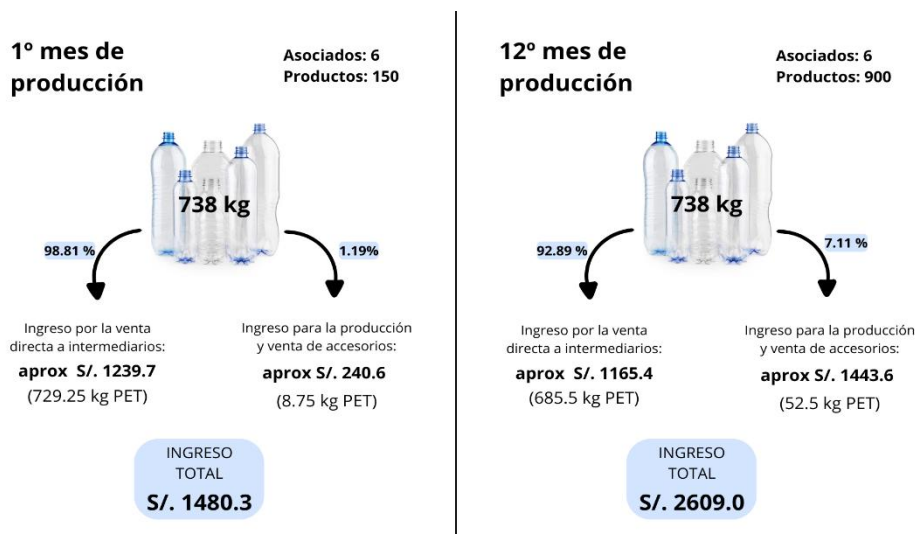 1º mes de
producción
Asociados: 6
Productos: 150
738 kg
98.81 %
1.19%
Ingreso por la venta
directa a intermediarios:
aprox S/. 1239.7
(729.25 kg PET)
Ingreso para la producción
y venta de accesorios:
aprox S/. 240.6
(8.75 kg PET)
INGRESO
TOTAL
S/. 1480.3
12º mes de
producción
Asociados: 6
Productos: 900
738 kg
92.89 %
7.11 %
Ingreso por la venta
directa a intermediarios:
aprox S/. 1165.4
(685.5 kg PET)
Ingreso para la producción
y venta de accesorios:
aprox S/. 1443.6
(52.5 kg PET)
INGRESO
TOTAL
S/. 2609.0